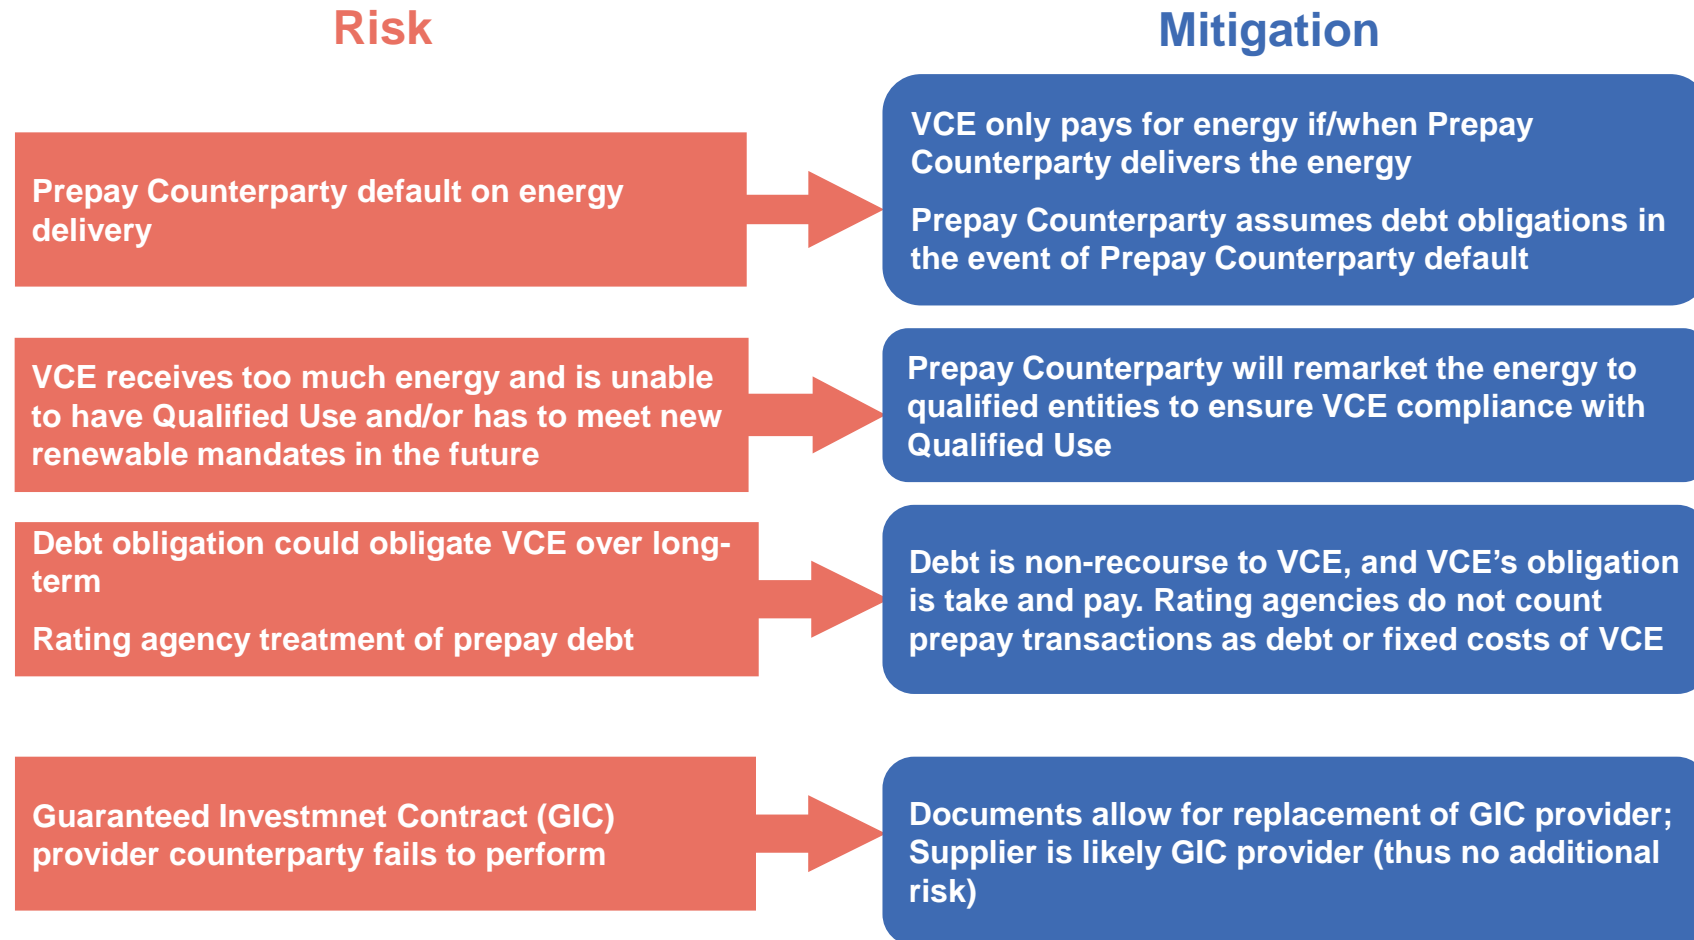 Risk
Mitigation
Prepay Counterparty default on energy
delivery
VCE only pays for energy if/when Prepay
Counterparty delivers the energy
Prepay Counterparty assumes debt obligations in
the event of Prepay Counterparty default
VCE receives too much energy and is unable
to have Qualified Use and/or has to meet new
renewable mandates in the future
Prepay Counterparty will remarket the energy to
qualified entities to ensure VCE compliance with
Qualified Use
Debt obligation could obligate VCE over long-
term
Rating agency treatment of prepay debt
Debt is non-recourse to VCE, and VCE’s obligation
is take and pay. Rating agencies do not count
prepay transactions as debt or fixed costs of VCE
Guaranteed Investmnet Contract (GIC)
provider counterparty fails to perform
Documents allow for replacement of GIC provider;
Supplier is likely GIC provider (thus no additional
risk)